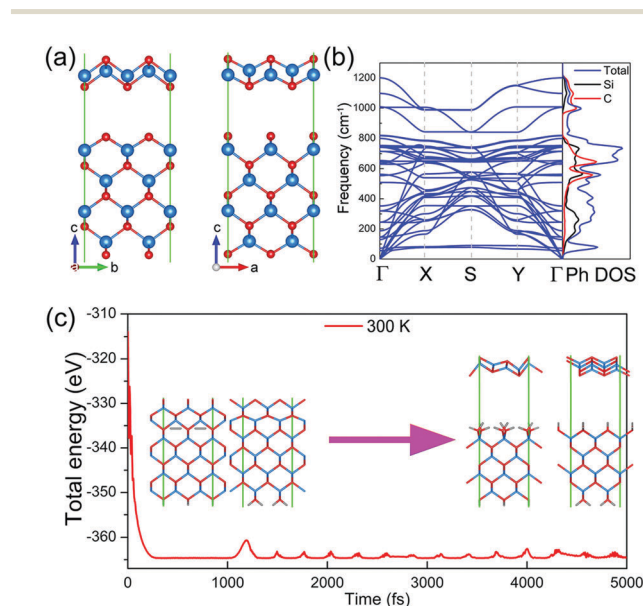 (a)
c
b
c
a
(b)
Total
Si
C
Frequency (cm⁻¹)
1200
1000
800
600
400
200
0
Γ X S Y Γ Ph DOS
(c)
300 K
Total energy (eV)
-310
-320
-330
-340
-350
-360
0 1000 2000 3000 4000 5000
Time (fs)